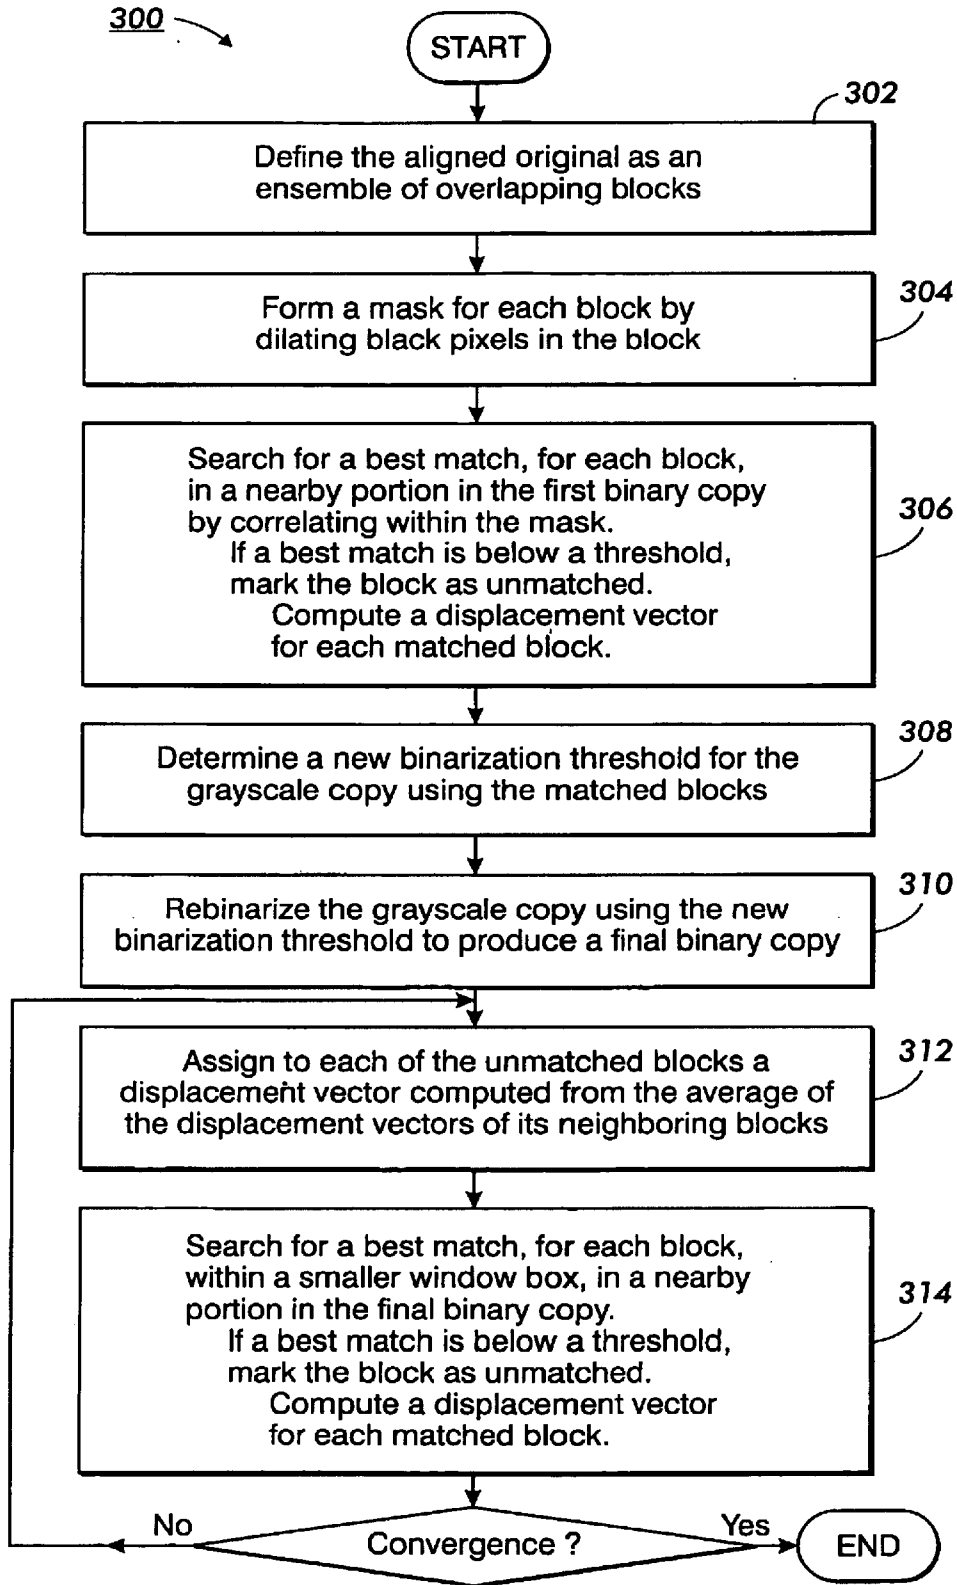 300
START
302
Define the aligned original as an
ensemble of overlapping blocks
304
Form a mask for each block by
dilating black pixels in the block
Search for a best match, for each block,
in a nearby portion in the first binary copy
by correlating within the mask.
If a best match is below a threshold,
mark the block as unmatched.
Compute a displacement vector
for each matched block.
306
308
Determine a new binarization threshold for the
grayscale copy using the matched blocks
310
Rebinarize the grayscale copy using the new
binarization threshold to produce a final binary copy
312
Assign to each of the unmatched blocks a
displacement vector computed from the average of
the displacement vectors of its neighboring blocks
Search for a best match, for each block,
within a smaller window box, in a nearby
portion in the final binary copy.
If a best match is below a threshold,
mark the block as unmatched.
Compute a displacement vector
for each matched block.
314
No
Convergence ?
Yes
END